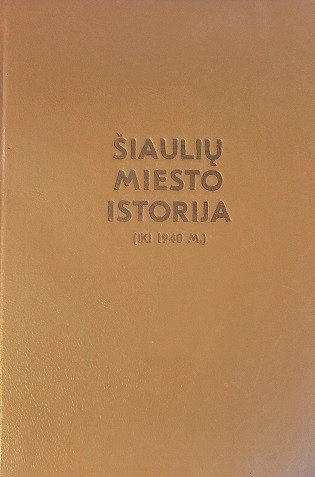 ŠIAULIŲ
MIESTO
ISTORIJA
(IKI 1940 M.)